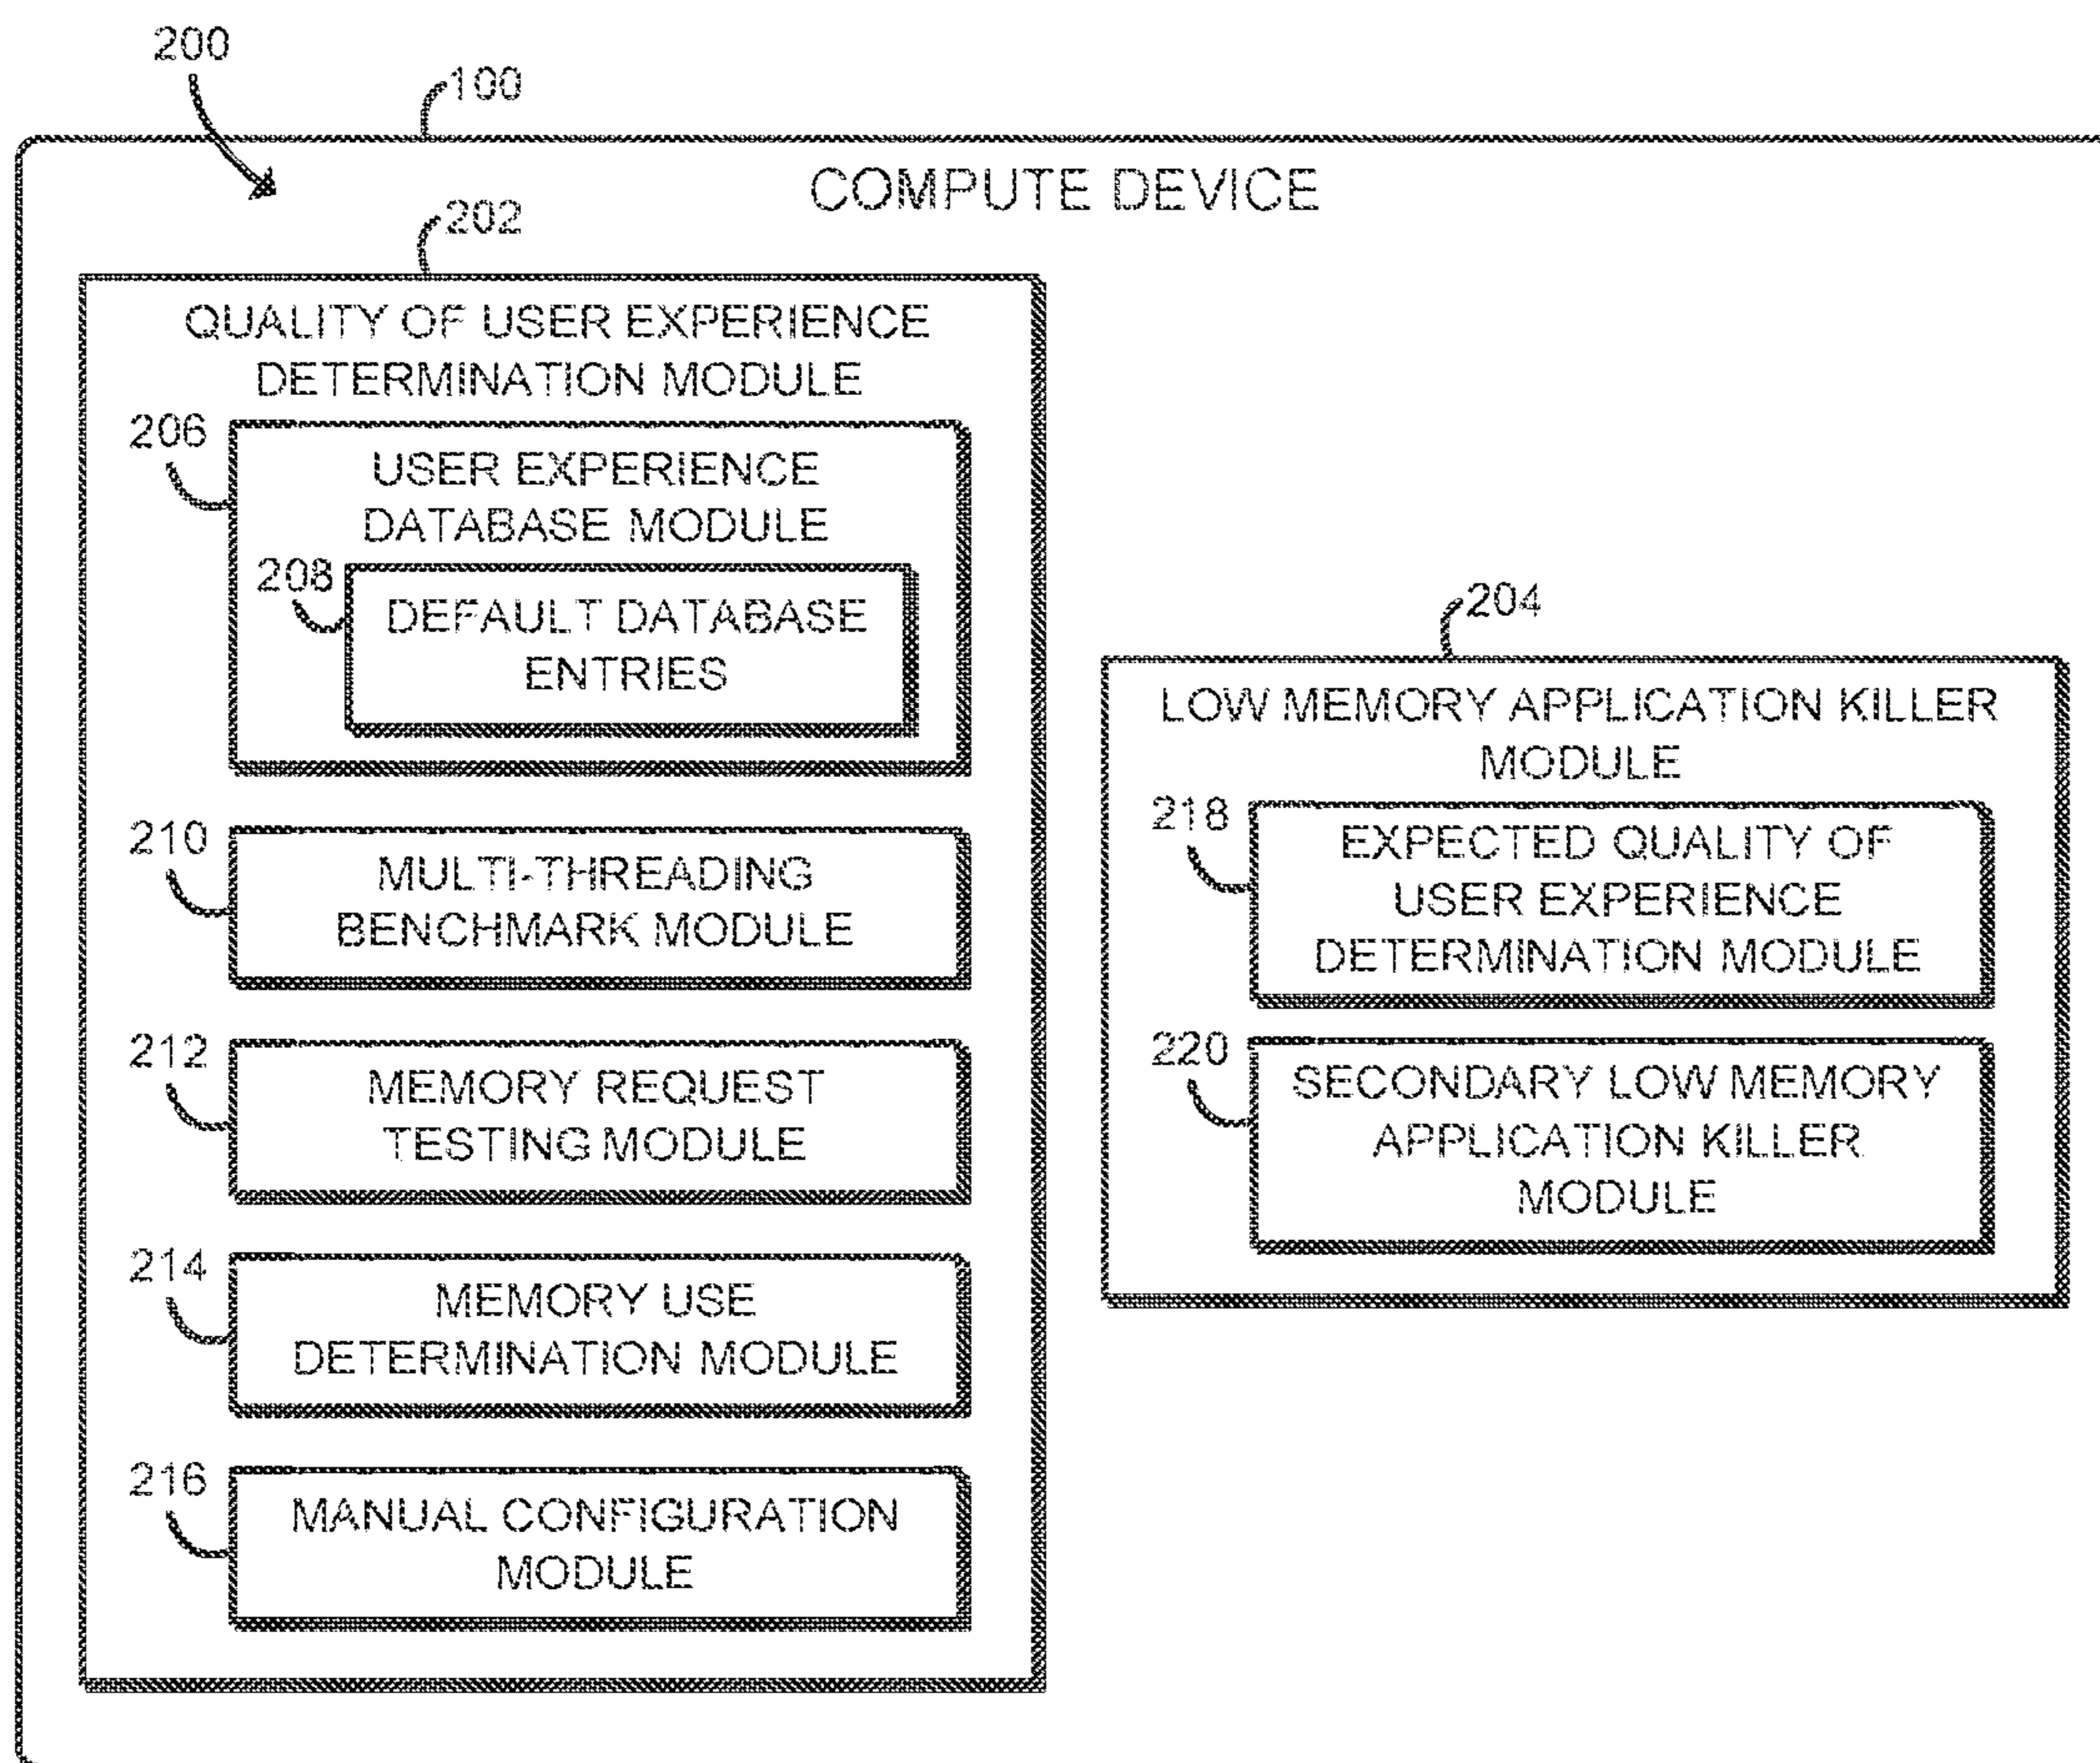 200
100
COMPUTE DEVICE
202
QUALITY OF USER EXPERIENCE
DETERMINATION MODULE
206
USER EXPERIENCE
DATABASE MODULE
208
DEFAULT DATABASE
ENTRIES
210
MULTI-THREADING
BENCHMARK MODULE
212
MEMORY REQUEST
TESTING MODULE
214
MEMORY USE
DETERMINATION MODULE
216
MANUAL CONFIGURATION
MODULE
204
LOW MEMORY APPLICATION KILLER
MODULE
218
EXPECTED QUALITY OF
USER EXPERIENCE
DETERMINATION MODULE
220
SECONDARY LOW MEMORY
APPLICATION KILLER
MODULE